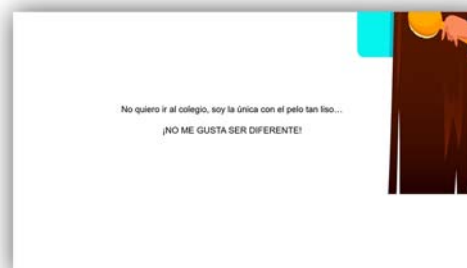 No quiero ir al colegio, soy la única con el pelo tan liso...
¡NO ME GUSTA SER DIFERENTE!